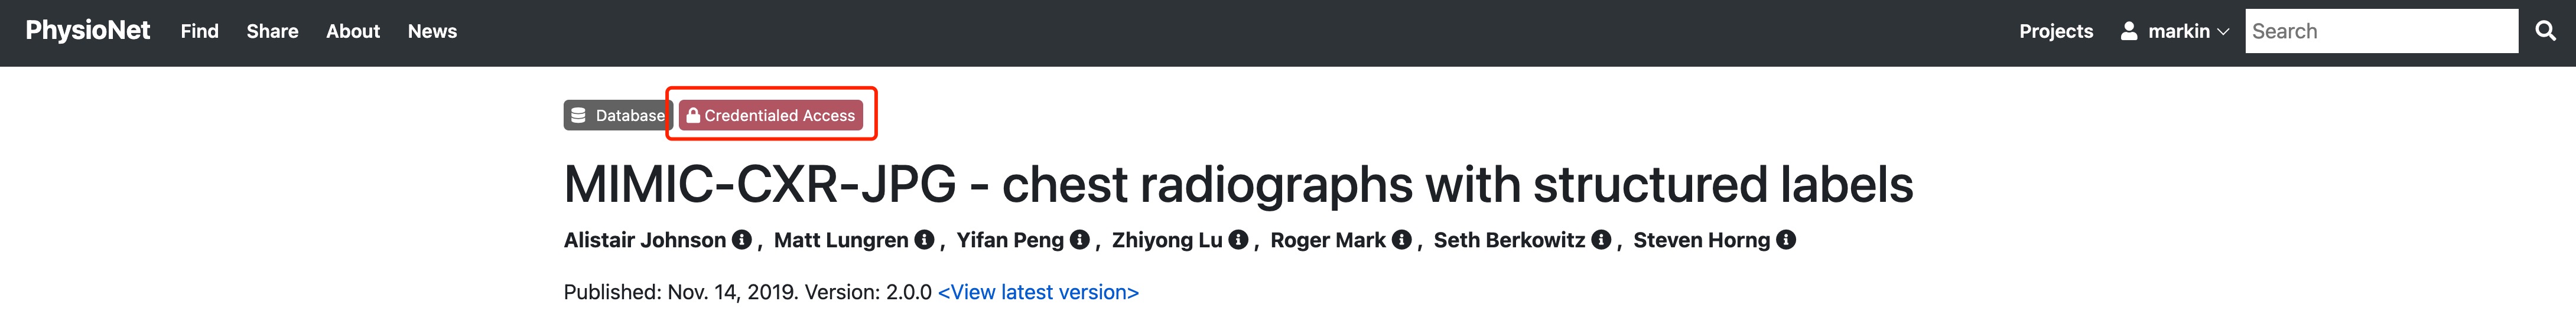 PhysioNet Find Share About News Projects markin Search
Database Credentialed Access
MIMIC-CXR-JPG - chest radiographs with structured labels
Alistair Johnson , Matt Lungren , Yifan Peng , Zhiyong Lu , Roger Mark , Seth Berkowitz , Steven Horng
Published: Nov. 14, 2019. Version: 2.0.0 <View latest version>